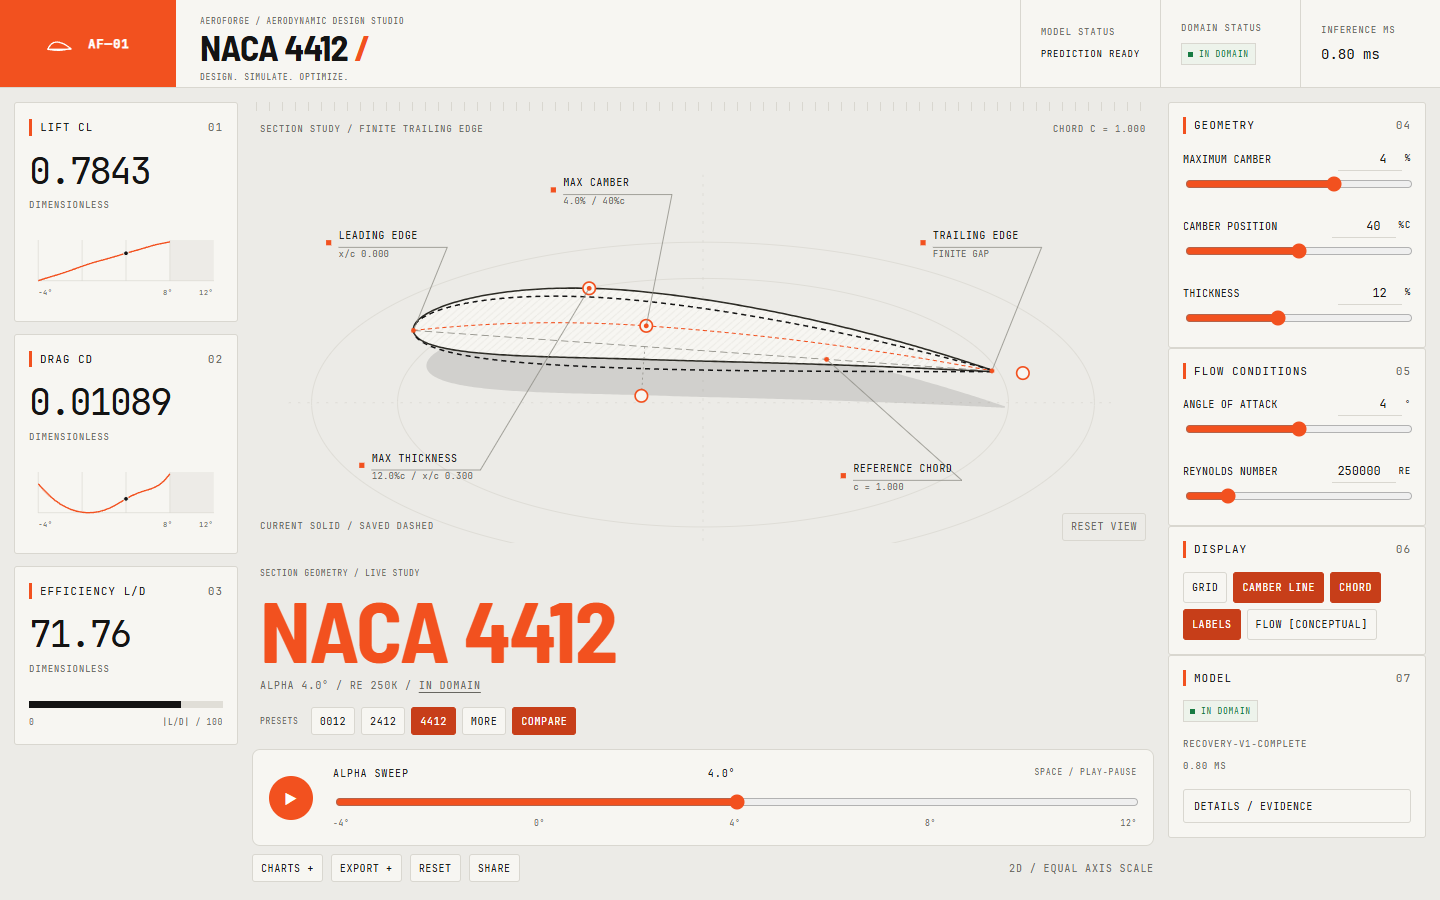 AF—01
AEROFORGE / AERODYNAMIC DESIGN STUDIO
NACA 4412 /
DESIGN. SIMULATE. OPTIMIZE.
MODEL STATUS
PREDICTION READY
DOMAIN STATUS
IN DOMAIN
INFERENCE MS
0.80 ms
LIFT CL 01
0.7843
DIMENSIONLESS
-4° 8° 12°
DRAG CD 02
0.01089
DIMENSIONLESS
-4° 8° 12°
EFFICIENCY L/D 03
71.76
DIMENSIONLESS
0 |L/D| / 100
SECTION STUDY / FINITE TRAILING EDGE CHORD C = 1.000
MAX CAMBER
4.0% / 40%c
LEADING EDGE
x/c 0.000
TRAILING EDGE
FINITE GAP
MAX THICKNESS
12.0%c / x/c 0.300
REFERENCE CHORD
c = 1.000
CURRENT SOLID / SAVED DASHED RESET VIEW
SECTION GEOMETRY / LIVE STUDY
NACA 4412
ALPHA 4.0° / RE 250K / IN DOMAIN
PRESETS 0012 2412 4412 MORE COMPARE
ALPHA SWEEP 4.0° SPACE / PLAY-PAUSE
-4° 0° 4° 8° 12°
CHARTS + EXPORT + RESET SHARE 2D / EQUAL AXIS SCALE
GEOMETRY 04
MAXIMUM CAMBER 4 %
CAMBER POSITION 40 %C
THICKNESS 12 %
FLOW CONDITIONS 05
ANGLE OF ATTACK 4 °
REYNOLDS NUMBER 250000 RE
DISPLAY 06
GRID CAMBER LINE CHORD
LABELS FLOW [CONCEPTUAL]
MODEL 07
IN DOMAIN
RECOVERY-V1-COMPLETE
0.80 MS
DETAILS / EVIDENCE